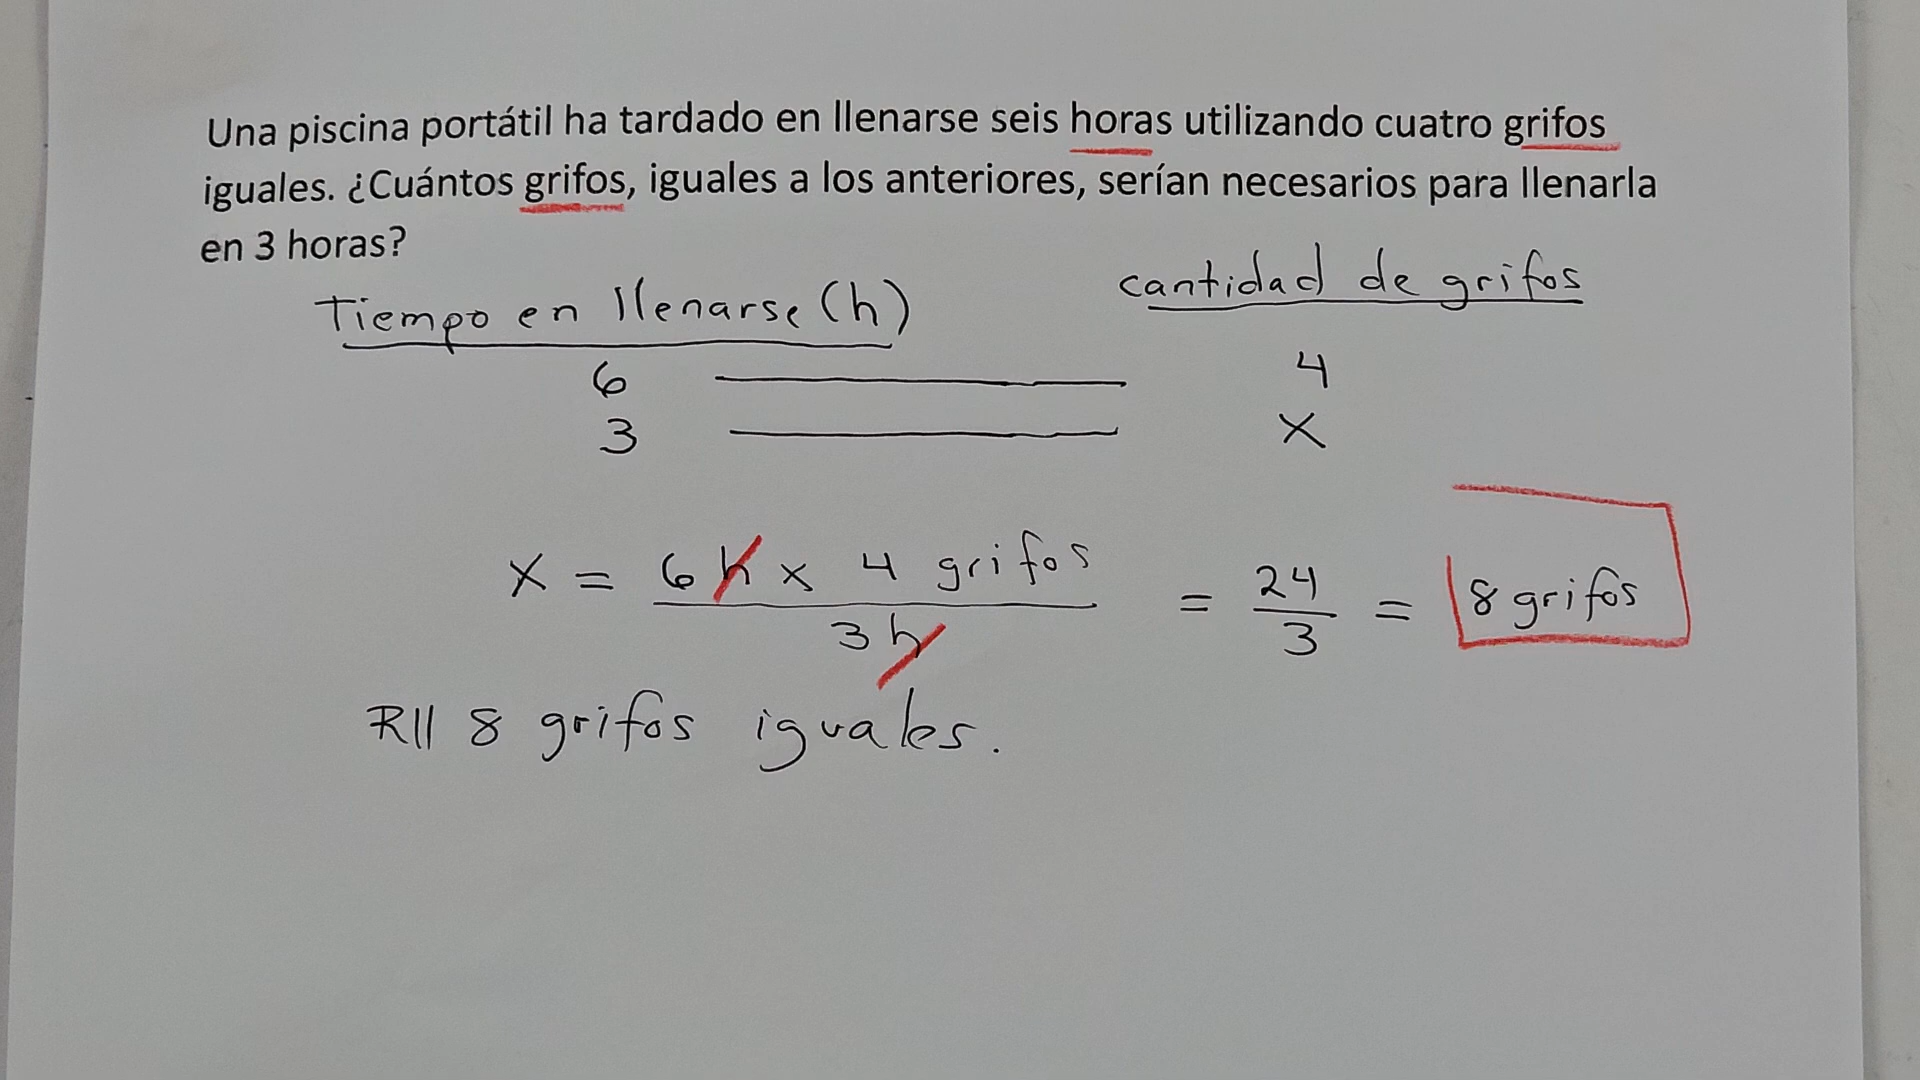 Una piscina portátil ha tardado en llenarse seis horas utilizando cuatro grifos
iguales. ¿Cuántos grifos, iguales a los anteriores, serían necesarios para llenarla
en 3 horas?
Tiempo en llenarse (h) cantidad de grifos
6 4
3 X
X = 6 h x 4 grifos / 3 h = 24 / 3 = 8 grifos
R// 8 grifos iguales.